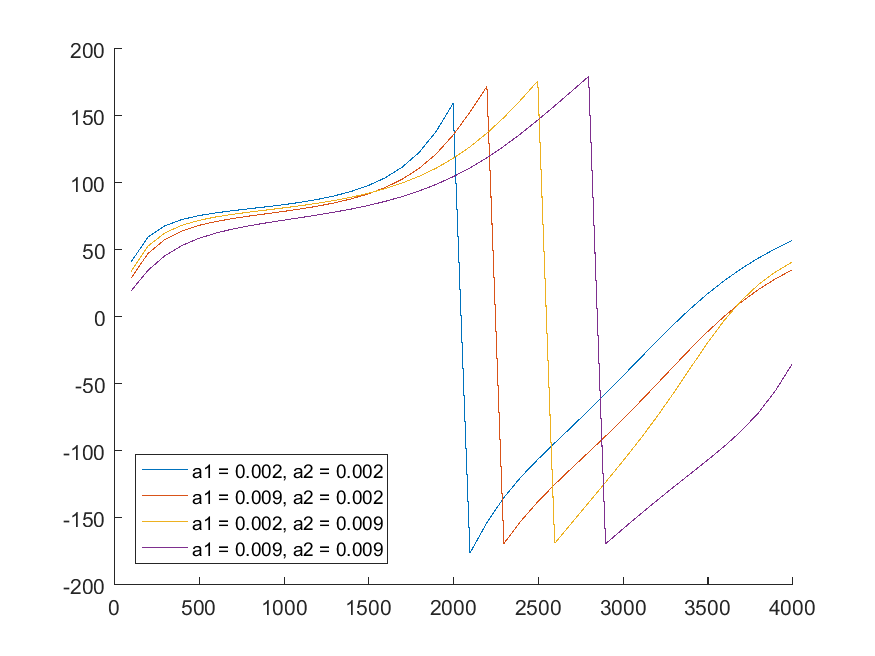 200
150
100
50
0
-50
-100
-150
-200
a1 = 0.002, a2 = 0.002
a1 = 0.009, a2 = 0.002
a1 = 0.002, a2 = 0.009
a1 = 0.009, a2 = 0.009
0 500 1000 1500 2000 2500 3000 3500 4000